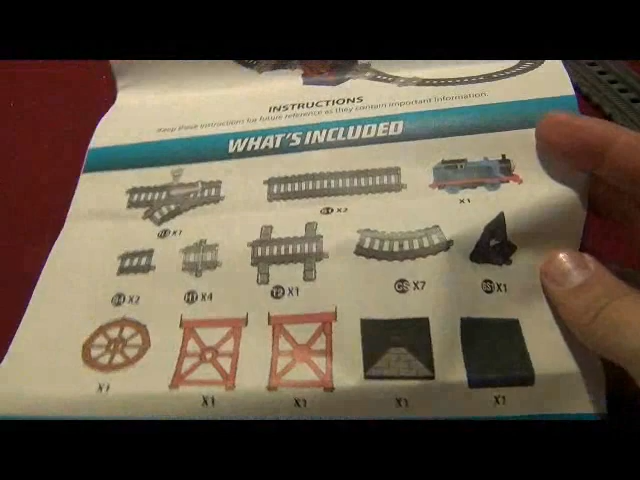 INSTRUCTIONS
Keep these instructions for future reference as they contain important information.
WHAT'S INCLUDED
X1
X2
X1
X2
H1 X4
X1
X7
X1
X1
X1
X1
X1
X1